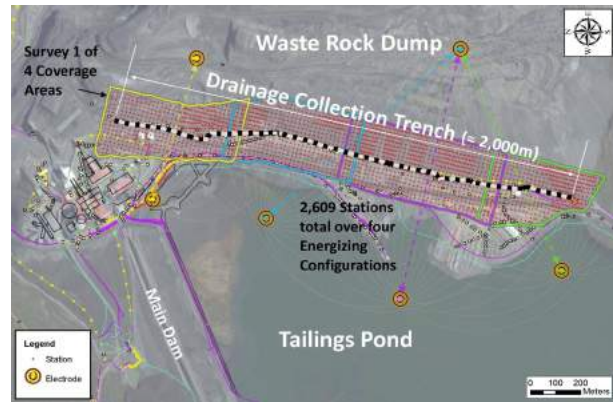 Survey 1 of
4 Coverage
Areas
Waste Rock Dump
Drainage Collection Trench (≈ 2,000m)
2,609 Stations
total over four
Energizing
Configurations
Main Dam
Tailings Pond
Legend
Station
Electrode
0 100 200
Meters